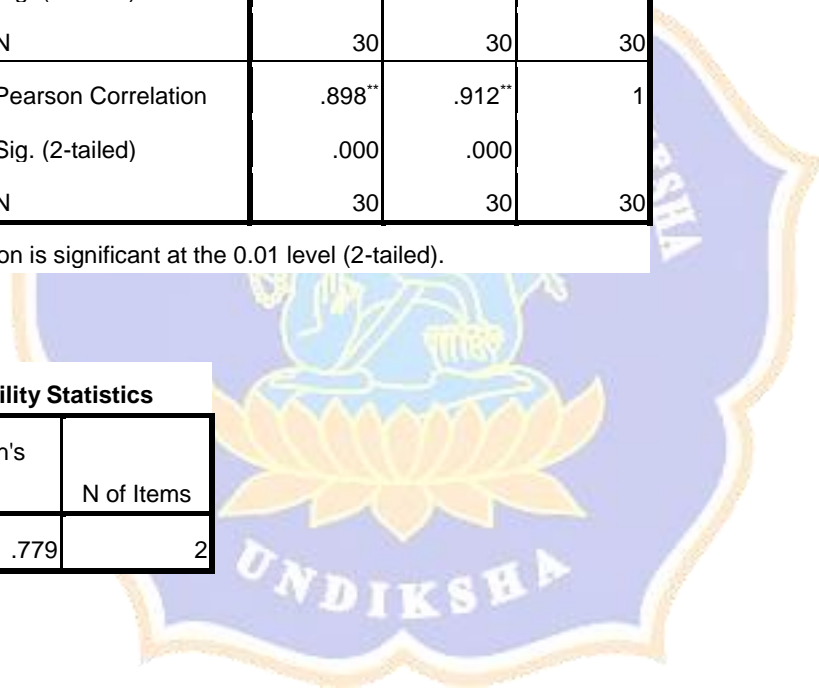 N 30 30 30
Pearson Correlation .898** .912** 1
Sig. (2-tailed) .000 .000
N 30 30 30
on is significant at the 0.01 level (2-tailed).
ility Statistics
h's
N of Items
.779 2
UNDIKSHA